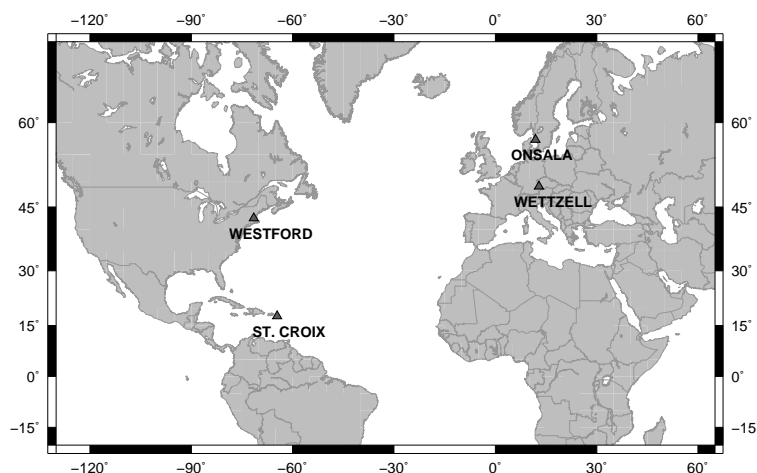 −120˚ −90˚ −60˚ −30˚ 0˚ 30˚ 60˚
60˚ 60˚
ONSALA
WETTZELL
45˚ 45˚
WESTFORD
30˚ 30˚
15˚ 15˚
ST. CROIX
0˚ 0˚
−15˚ −15˚
−120˚ −90˚ −60˚ −30˚ 0˚ 30˚ 60˚